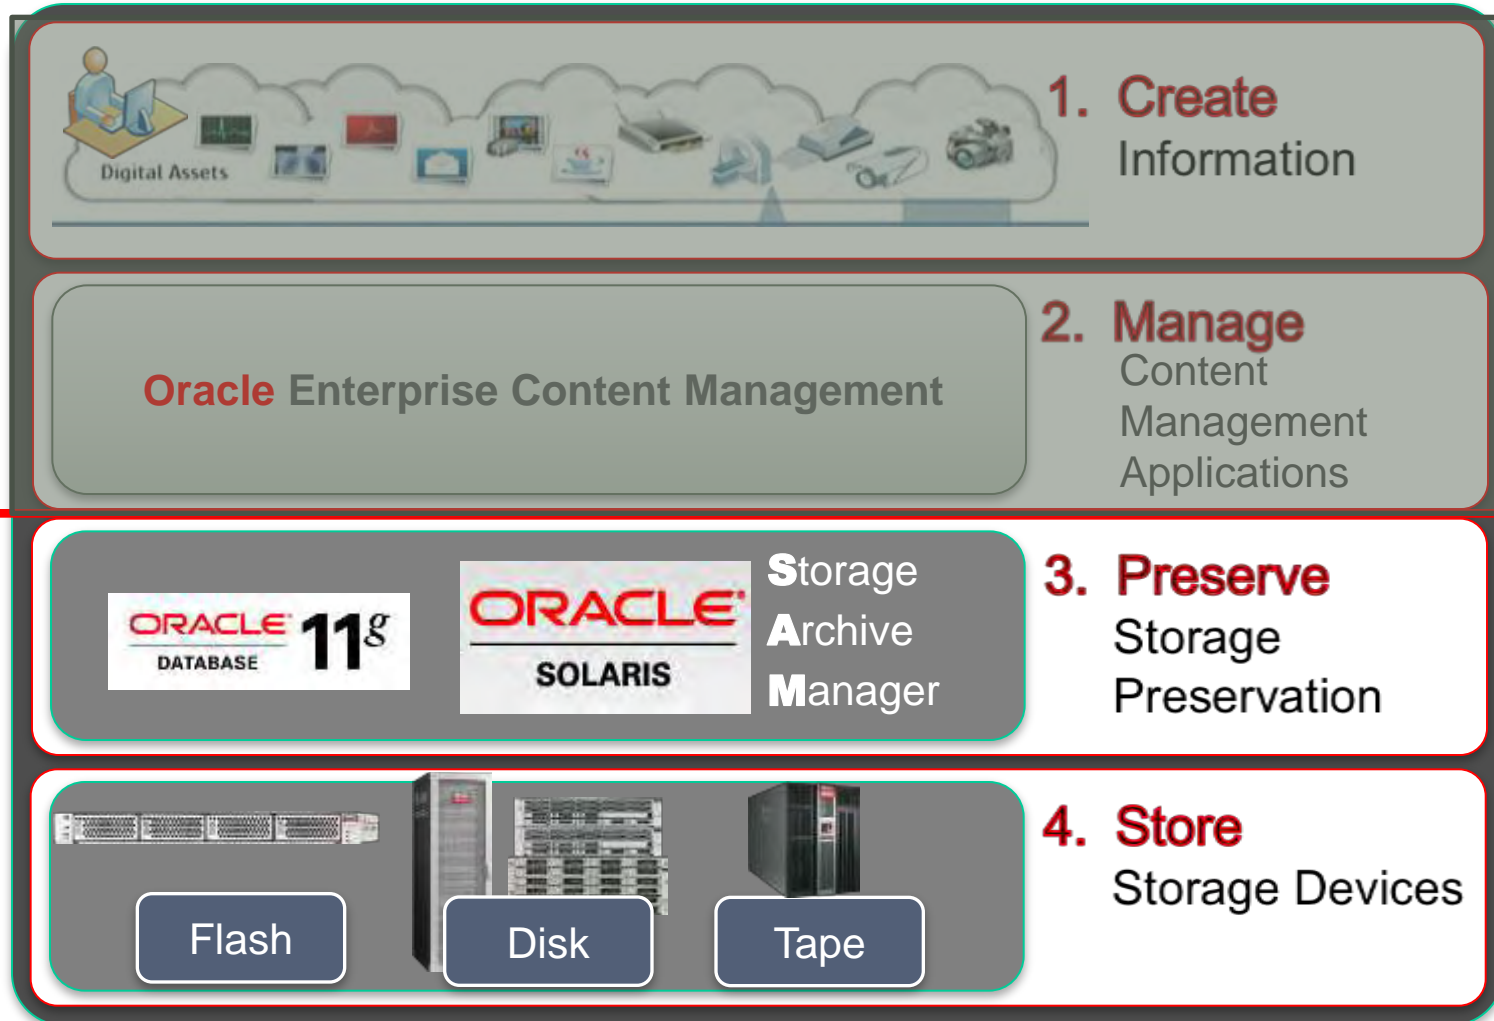 Digital Assets
1. Create
Information
Oracle Enterprise Content Management
2. Manage
Content
Management
Applications
ORACLE
DATABASE
11g
ORACLE
SOLARIS
Storage
Archive
Manager
3. Preserve
Storage
Preservation
Flash
Disk
Tape
4. Store
Storage Devices